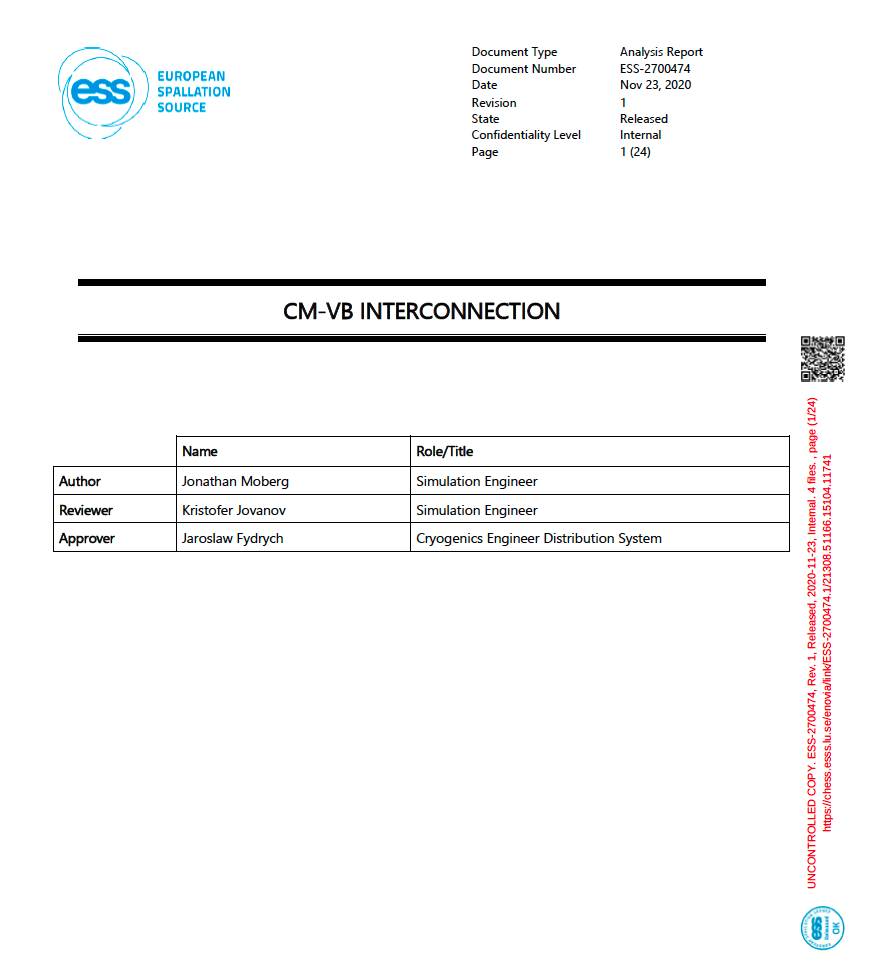 ess
EUROPEAN
SPALLATION
SOURCE
Document Type Analysis Report
Document Number ESS-2700474
Date Nov 23, 2020
Revision 1
State Released
Confidentiality Level Internal
Page 1 (24)
CM-VB INTERCONNECTION
Name Role/Title
Author Jonathan Moberg Simulation Engineer
Reviewer Kristofer Jovanov Simulation Engineer
Approver Jaroslaw Fydrych Cryogenics Engineer Distribution System
UNCONTROLLED COPY. ESS-2700474, Rev. 1, Released, 2020-11-23, Internal. 4 files. , page (1/24)
https://chess.esss.lu.se/enovia/link/ESS-2700474.1/21308.51166.15104.11741
EUROPEAN SPALLATION SOURCE
ess
Released
OK